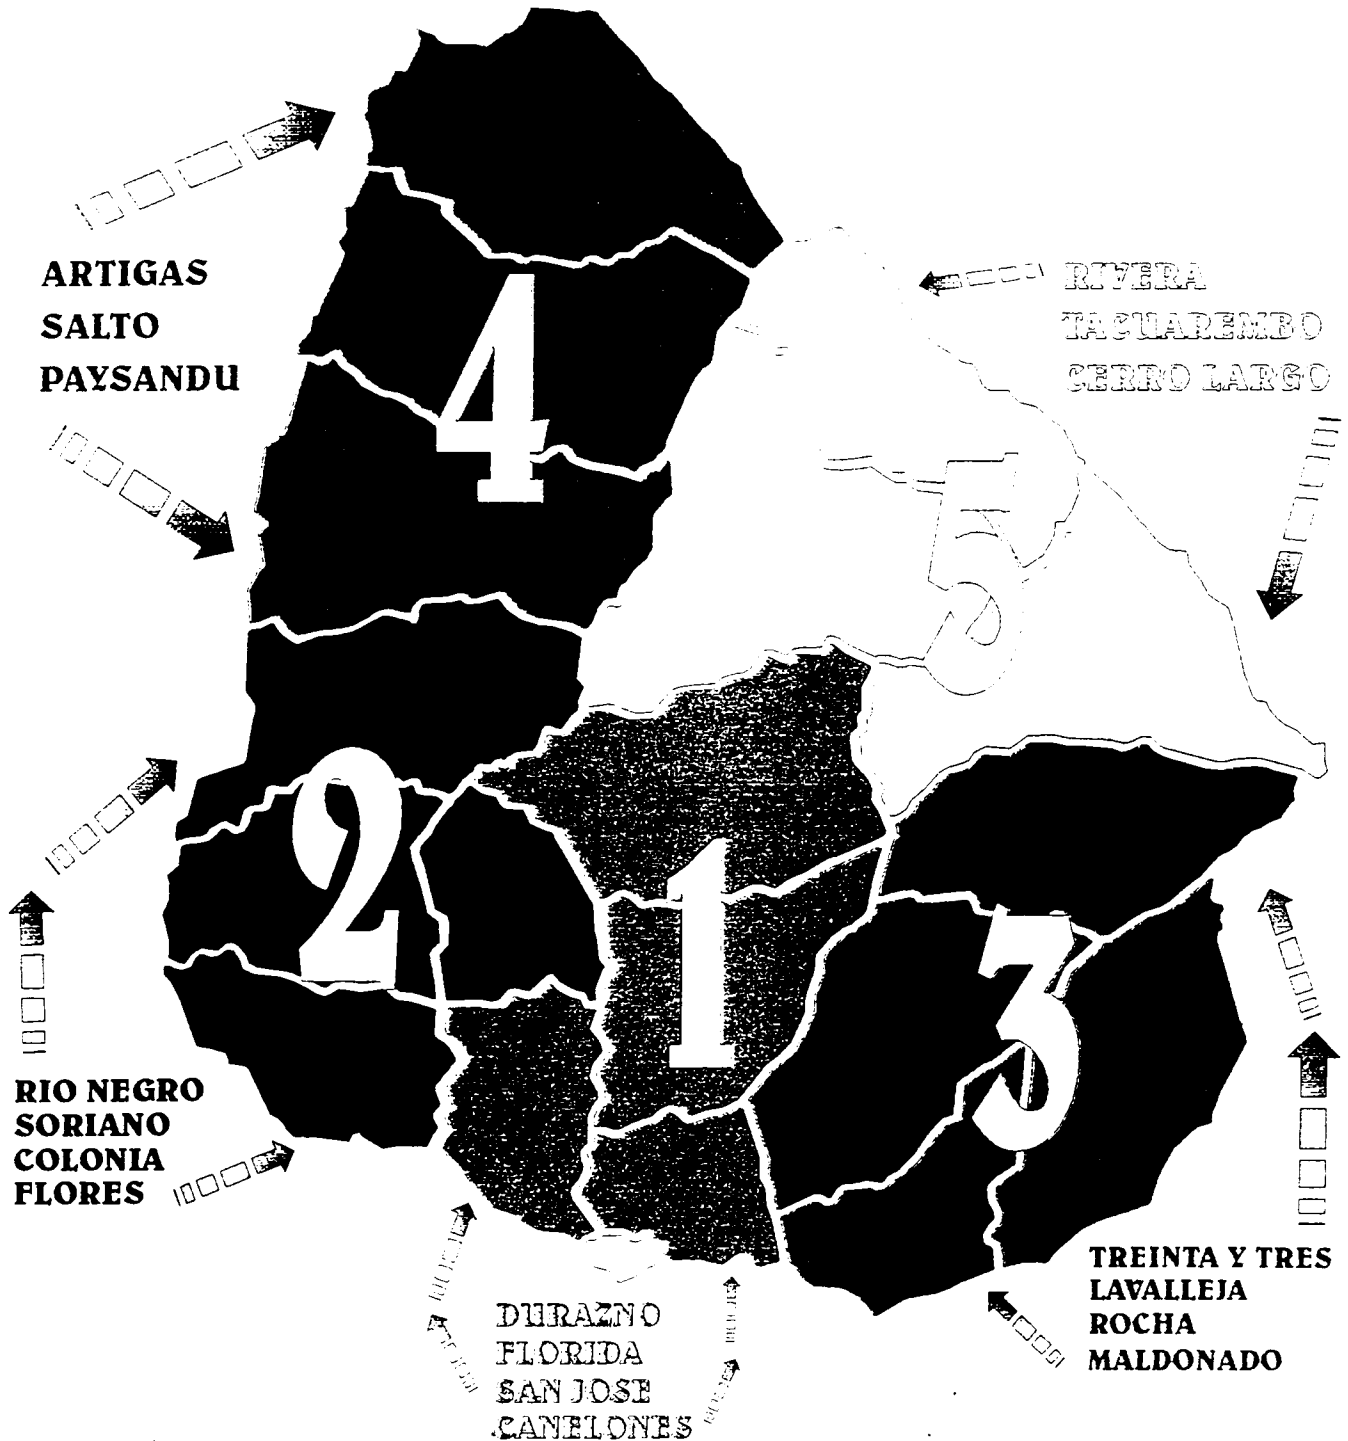 ARTIGAS
SALTO
PAYSANDU
RIVERA
TACUAREMBO
CERRO LARGO
4
5
2
1
3
RIO NEGRO
SORIANO
COLONIA
FLORES
TREINTA Y TRES
LAVALLEJA
ROCHA
MALDONADO
DURAZNO
FLORIDA
SAN JOSE
CANELONES